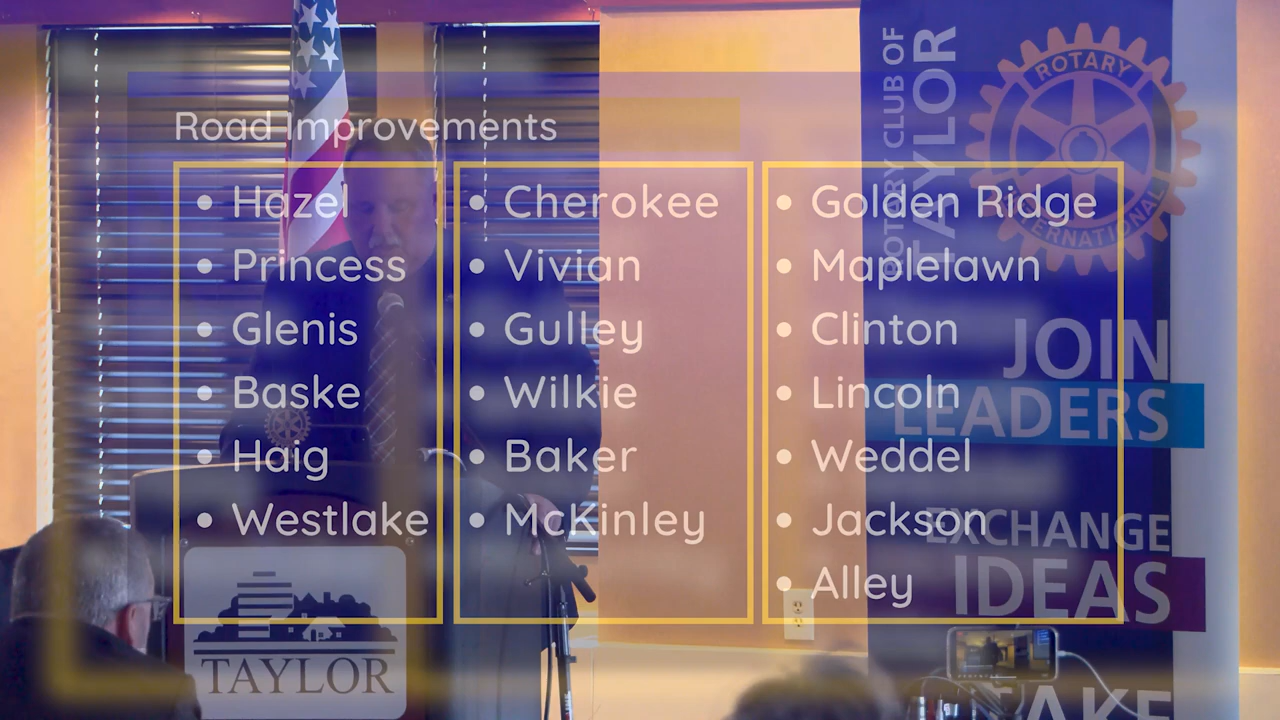 Road Improvements
• Hazel
• Princess
• Glenis
• Baske
• Haig
• Westlake
• Cherokee
• Vivian
• Gulley
• Wilkie
• Baker
• McKinley
• Golden Ridge
• Maplelawn
• Clinton
• Lincoln
• Weddel
• Jackson
• Alley
ROTARY CLUB OF
TAYLOR
ROTARY
INTERNATIONAL
JOIN
LEADERS
EXCHANGE
IDEAS
TAKE
TAYLOR